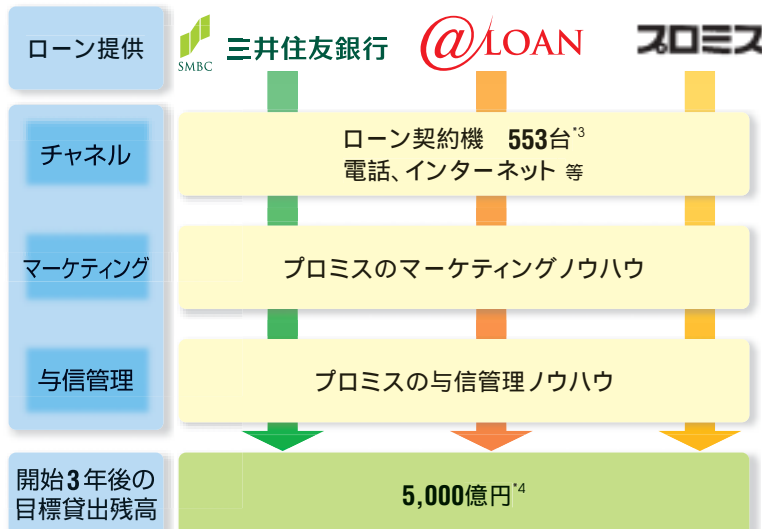 ローン提供
SMBC
三井住友銀行
@LOAN
プロミス
チャネル
ローン契約機 553台*3
電話、インターネット 等
マーケティング
プロミスのマーケティングノウハウ
与信管理
プロミスの与信管理ノウハウ
開始3年後の
目標貸出残高
5,000億円*4